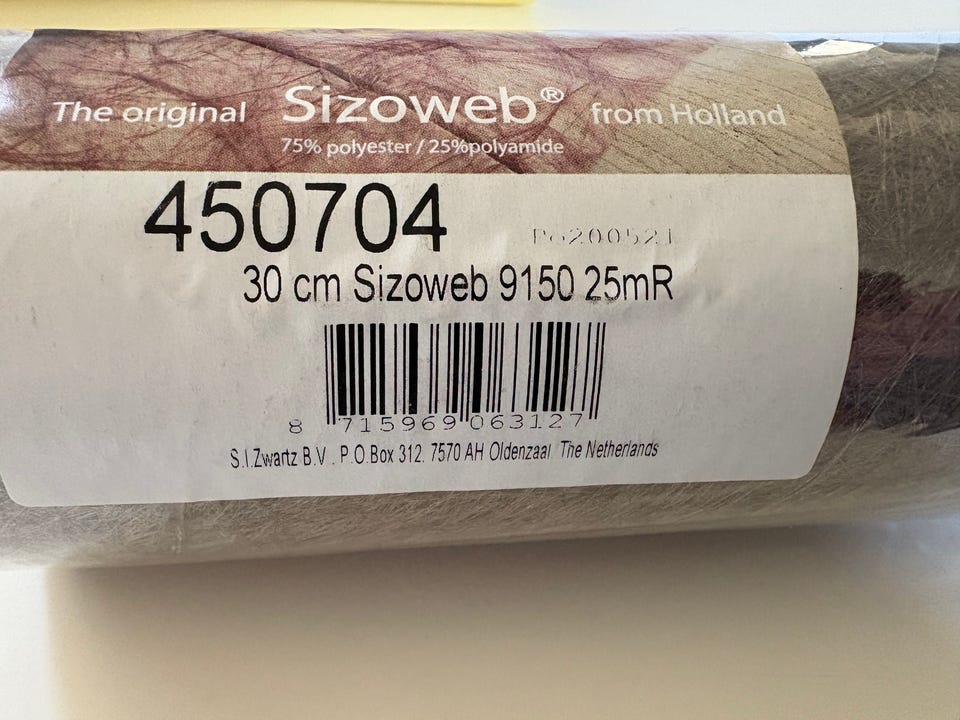 The original Sizoweb® from Holland
75% polyester / 25%polyamide
450704 PO200521
30 cm Sizoweb 9150 25mR
8 715969 063127
S.I.Zwartz B.V . P.O.Box 312. 7570 AH Oldenzaal The Netherlands